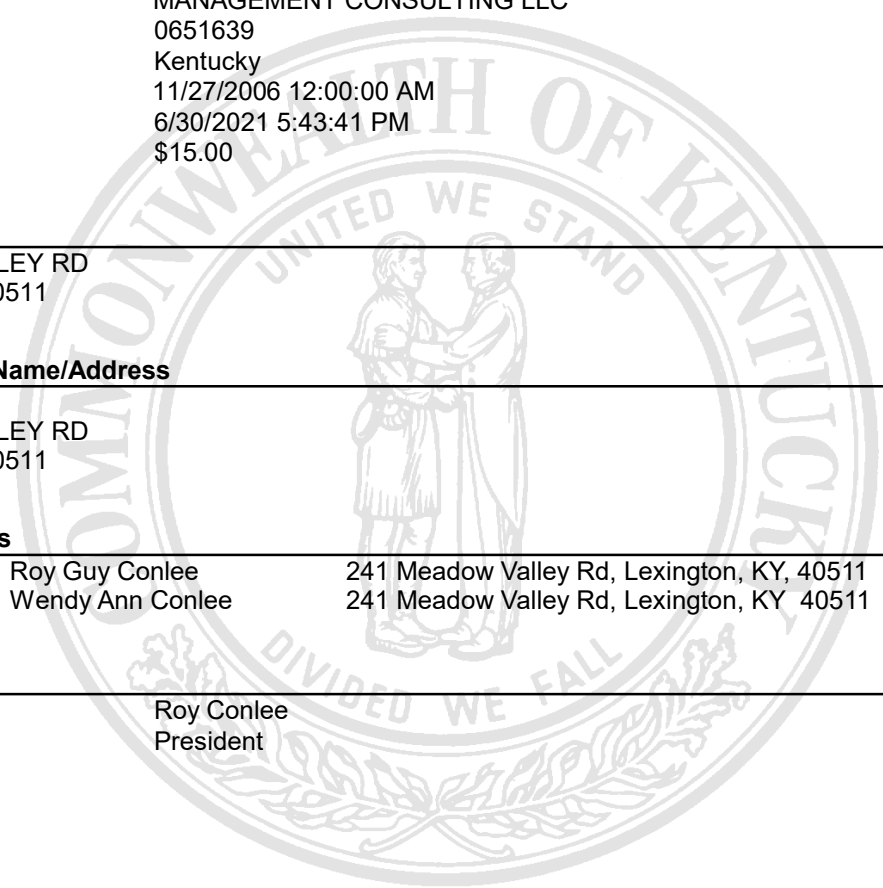 MANAGEMENT CONSULTING LLC
0651639
Kentucky
11/27/2006 12:00:00 AM
6/30/2021 5:43:41 PM
$15.00
COMMONWEALTH OF KENTUCKY
UNITED WE STAND
LEY RD
0511
Name/Address
LEY RD
0511
s
Roy Guy Conlee 241 Meadow Valley Rd, Lexington, KY, 40511
Wendy Ann Conlee 241 Meadow Valley Rd, Lexington, KY 40511
DIVIDED WE FALL
Roy Conlee
President